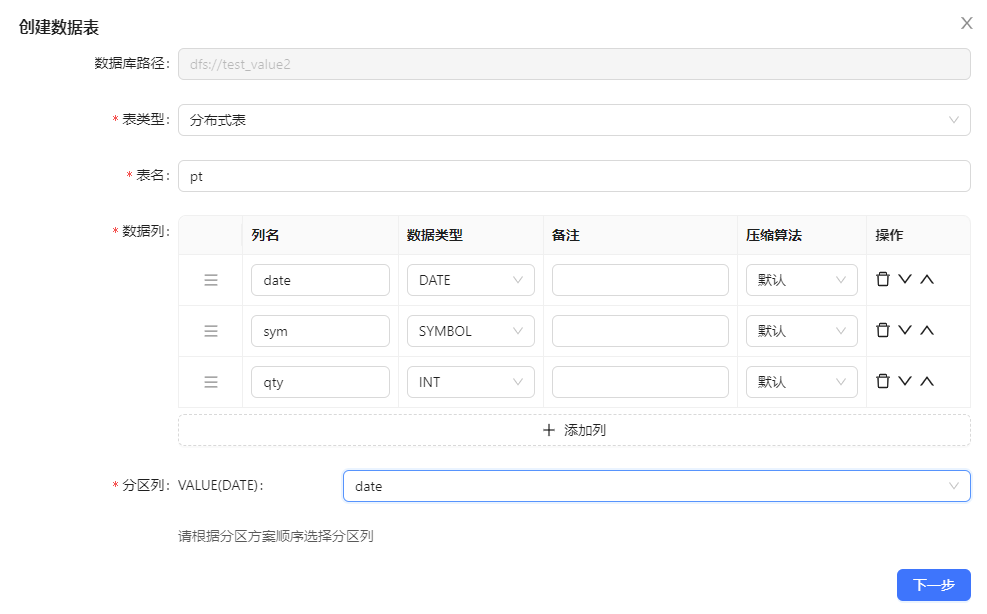 创建数据表
数据库路径: dfs://test_value2
* 表类型: 分布式表
* 表名: pt
* 数据列: 列名 数据类型 备注 压缩算法 操作
date DATE 默认
sym SYMBOL 默认
qty INT 默认
+ 添加列
* 分区列: VALUE(DATE): date
请根据分区方案顺序选择分区列
下一步